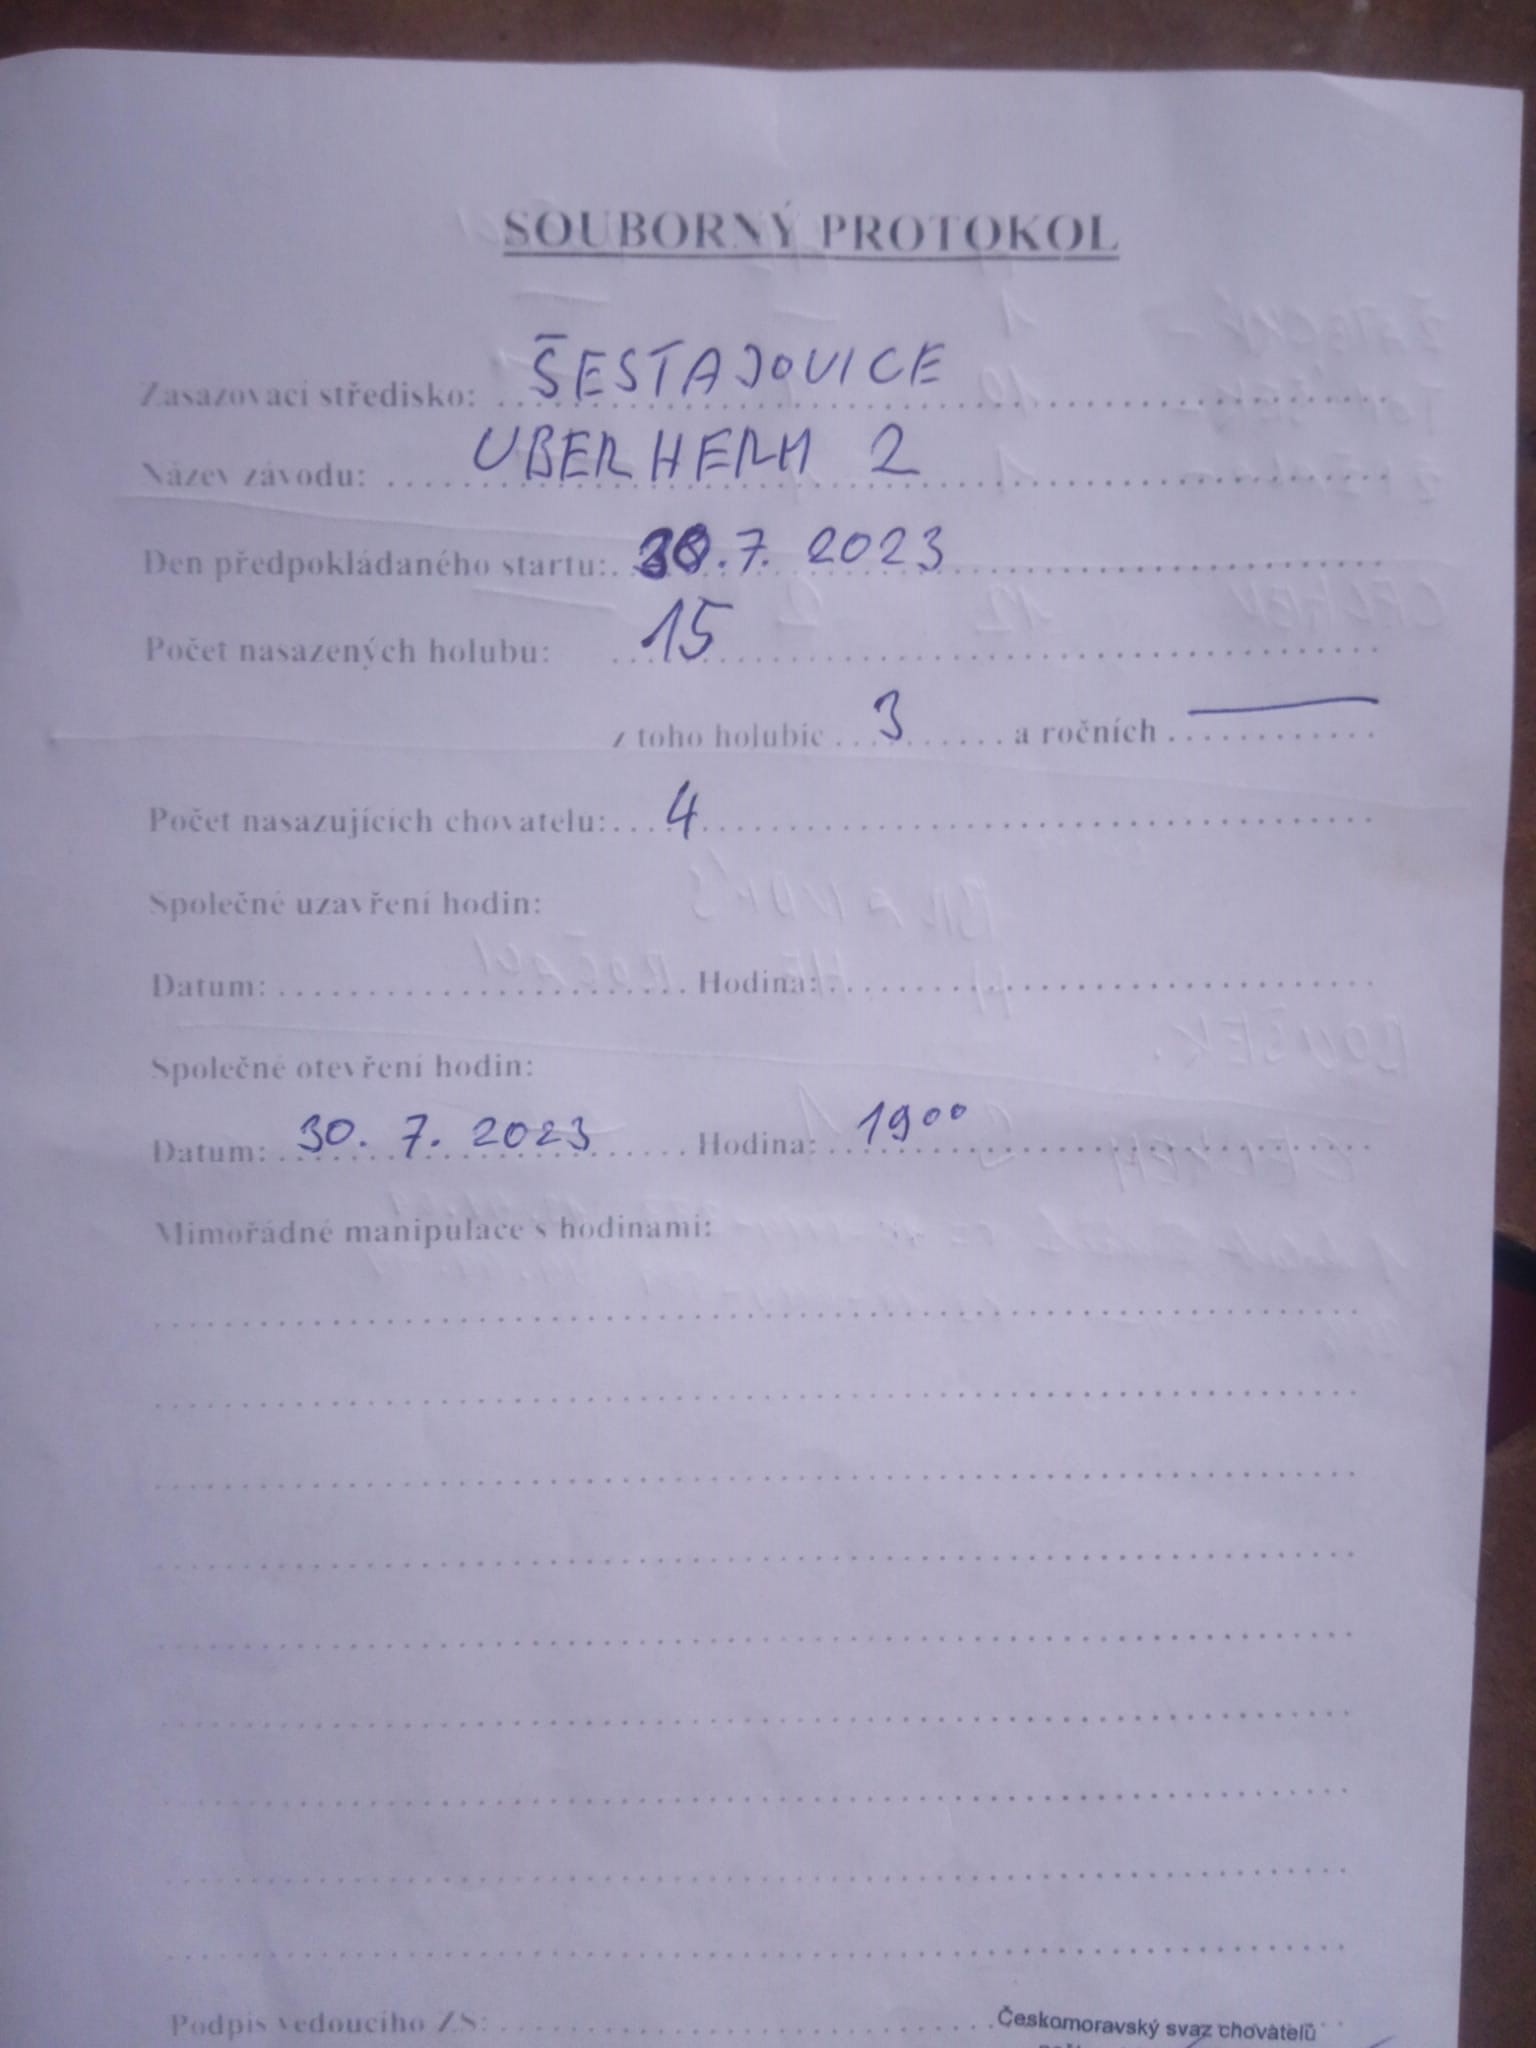 SOUBORNÝ PROTOKOL
Zasazovací středisko: ŠESTAJOVICE
Název závodu: UBERHERM 2
Den předpokládaného startu: .7. 2023
Počet nasazených holubu: 15
z toho holubic 3 a ročních —
Počet nasazujících chovatelu: 4
Společné uzavření hodin:
Datum: Hodina:
Společné otevření hodin:
Datum: 30. 7. 2023 Hodina: 19⁰⁰
Mimořádné manipulace s hodinami:
Podpis vedoucího ZS: Českomoravský svaz chovatelů